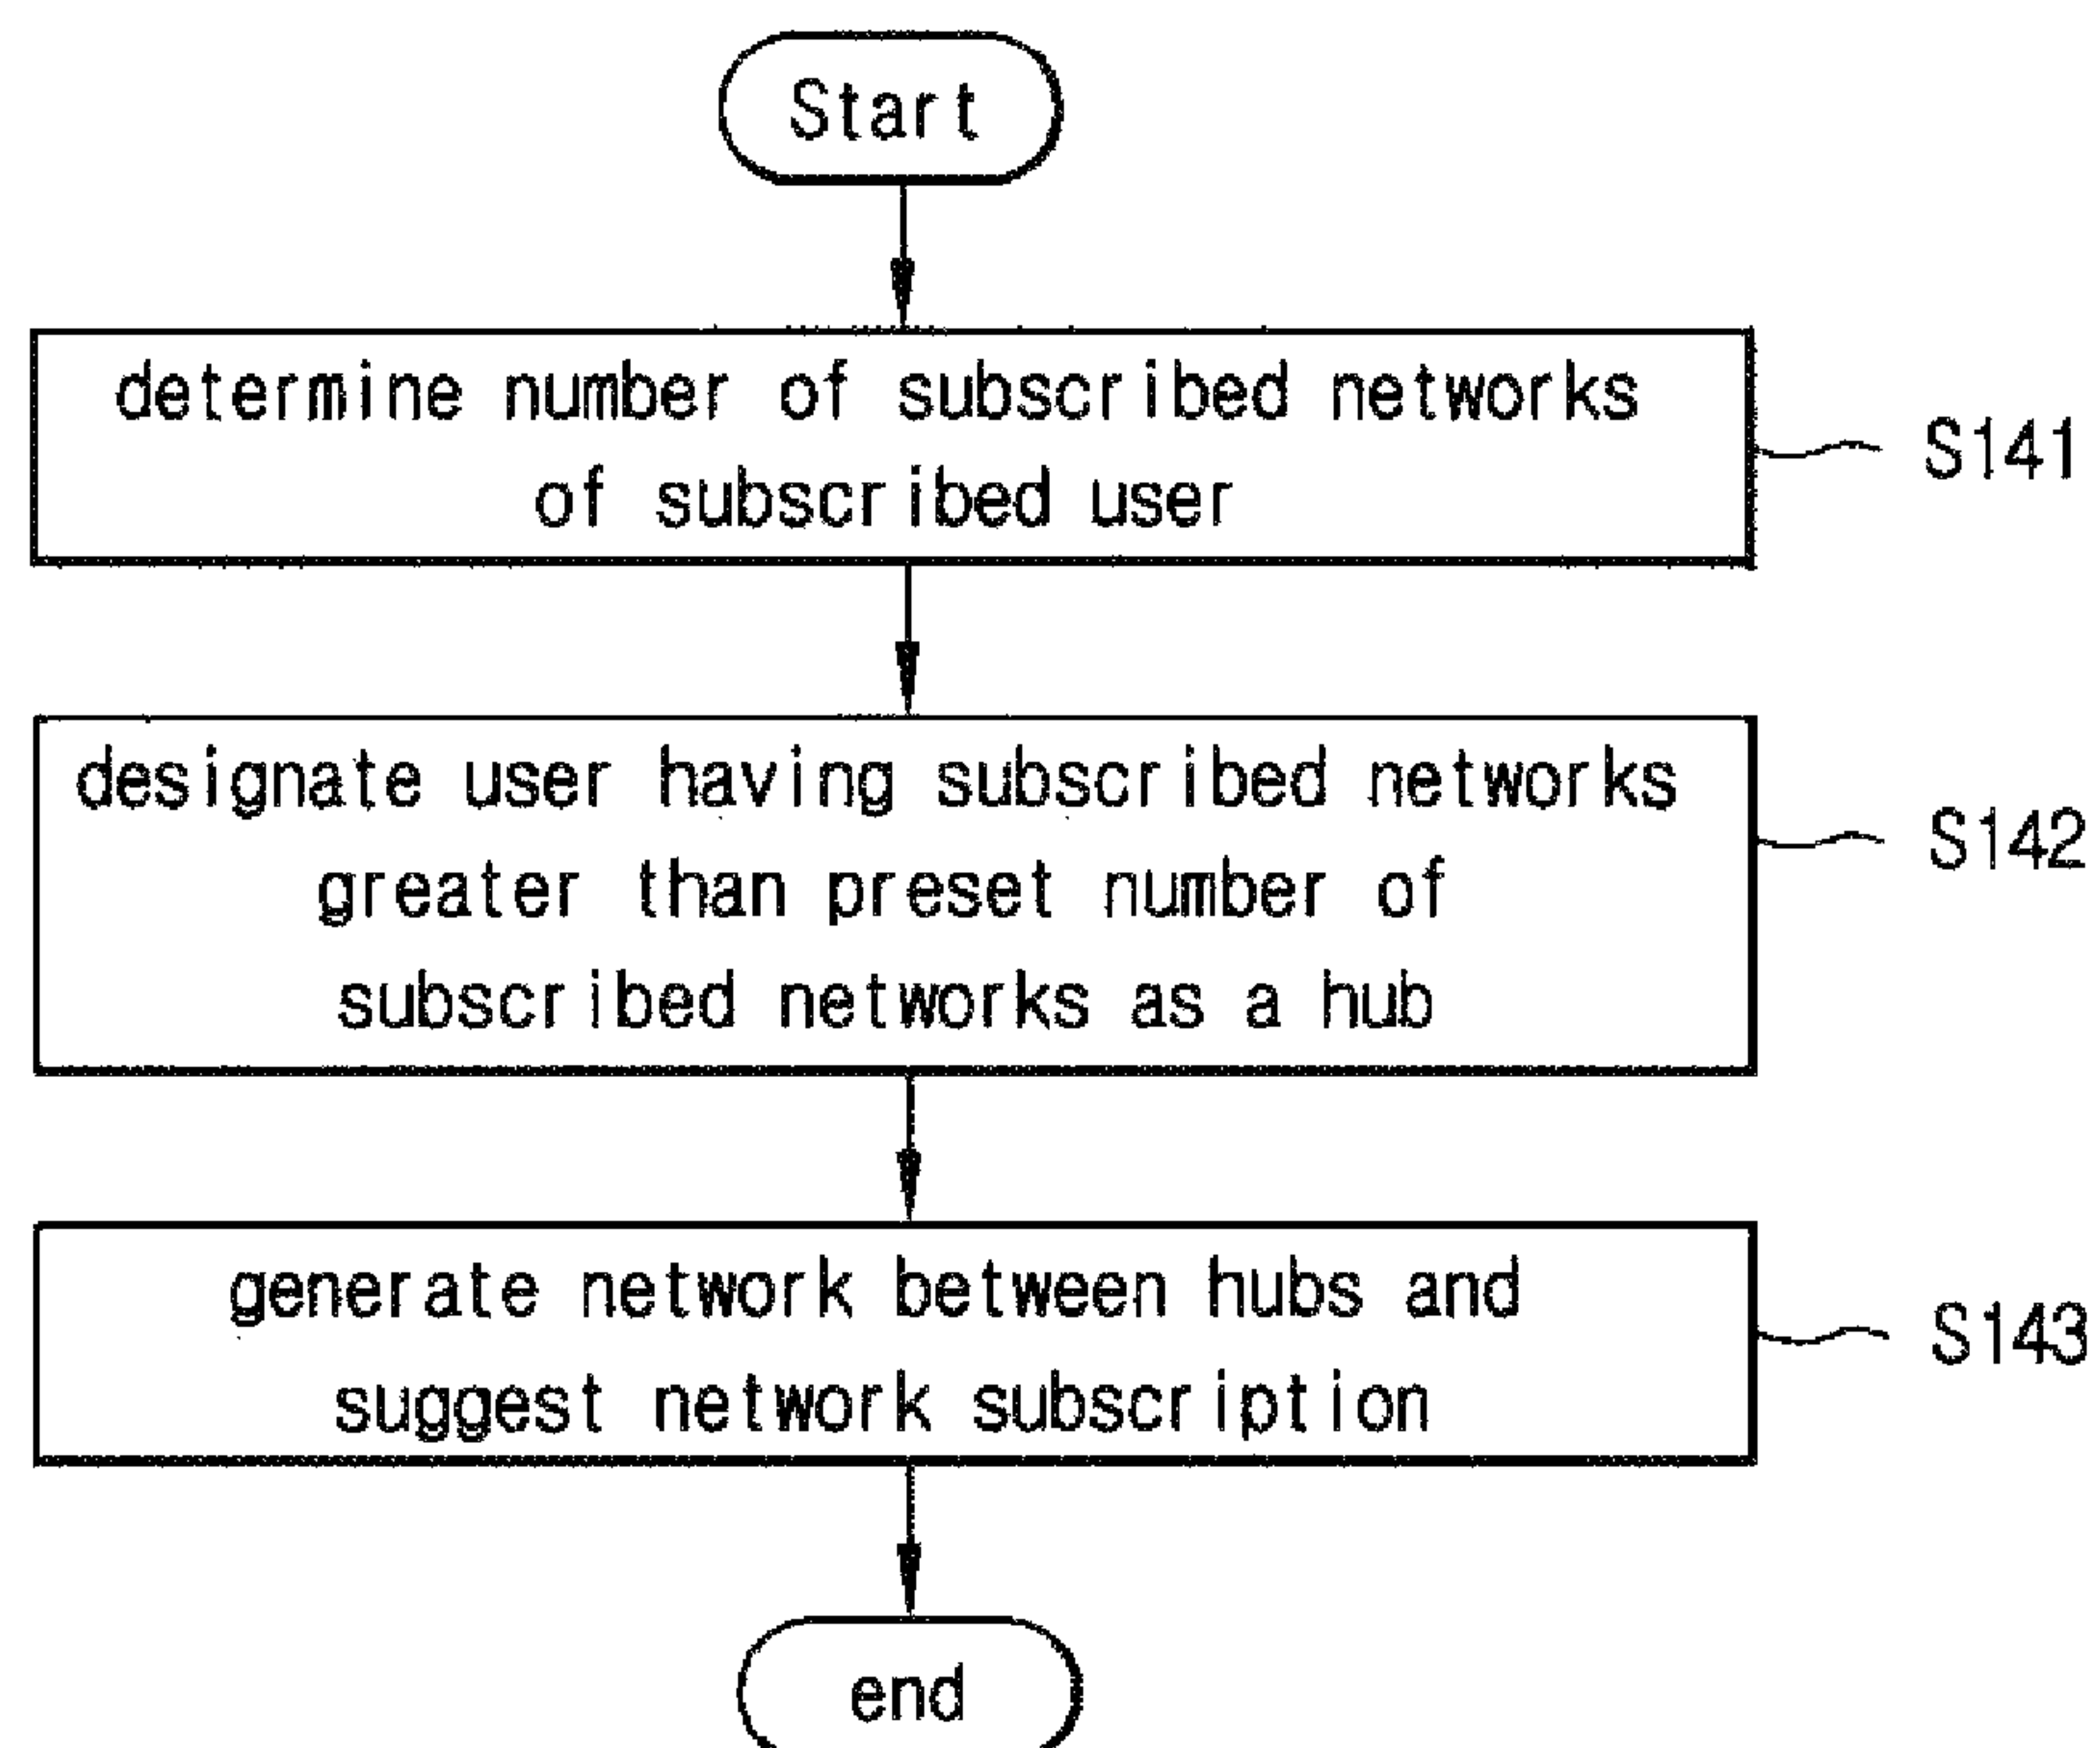 Start
determine number of subscribed networks
of subscribed user
S141
designate user having subscribed networks
greater than preset number of
subscribed networks as a hub
S142
generate network between hubs and
suggest network subscription
S143
end